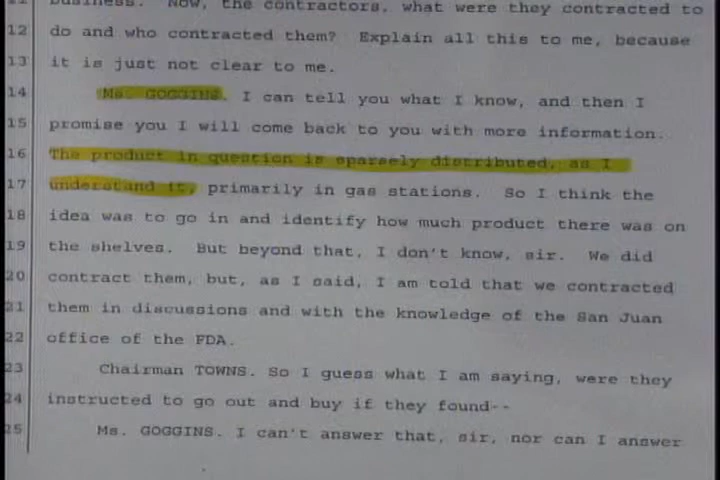 11 business. Now, the contractors, what were they contracted to
12 do and who contracted them? Explain all this to me, because
13 it is just not clear to me.
14 Ms. GOGGINS. I can tell you what I know, and then I
15 promise you I will come back to you with more information.
16 The product in question is sparsely distributed, as I
17 understand it, primarily in gas stations. So I think the
18 idea was to go in and identify how much product there was on
19 the shelves. But beyond that, I don't know, sir. We did
20 contract them, but, as I said, I am told that we contracted
21 them in discussions and with the knowledge of the San Juan
22 office of the FDA.
23 Chairman TOWNS. So I guess what I am saying, were they
24 instructed to go out and buy if they found--
25 Ms. GOGGINS. I can't answer that, sir, nor can I answer